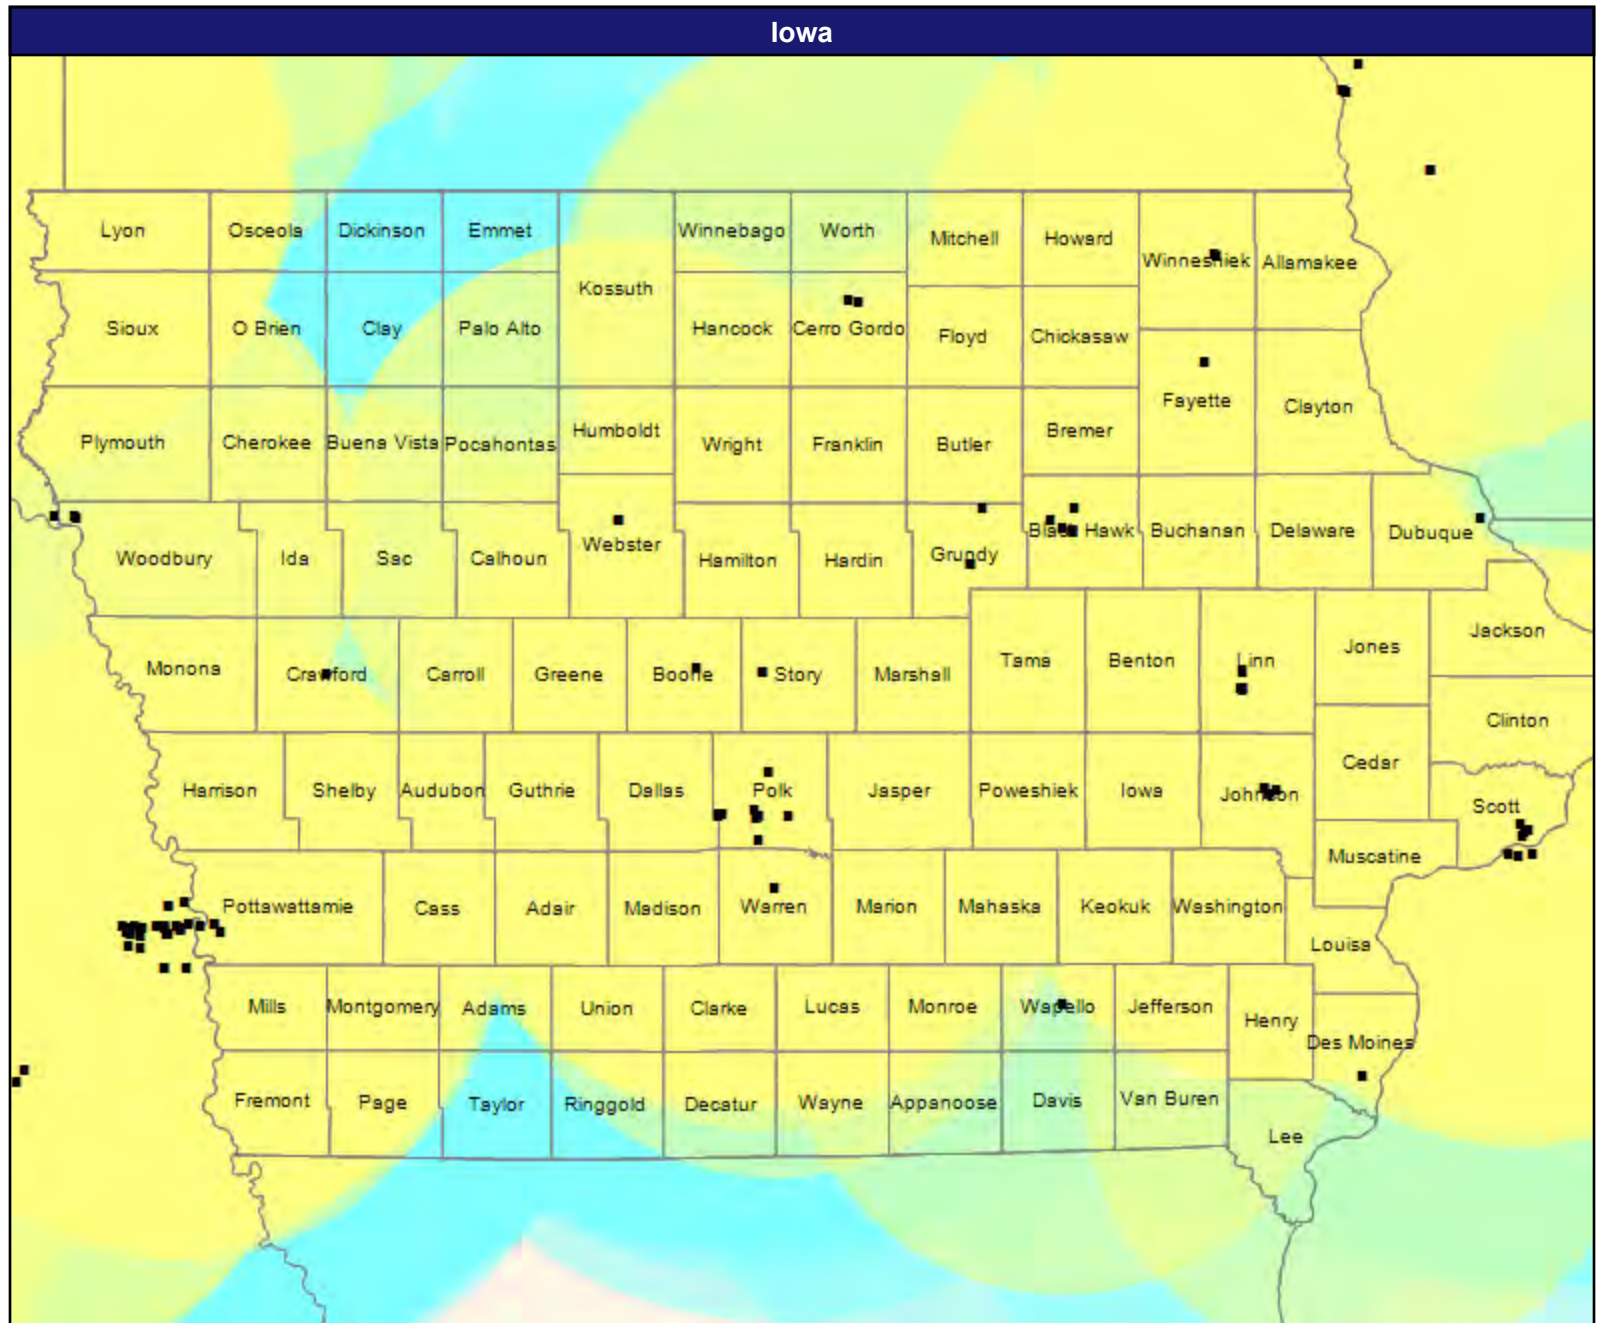 Iowa
Lyon
Osceola
Dickinson
Emmet
Winnebago
Worth
Mitchell
Howard
Winneshiek
Allamakee
Kossuth
Sioux
O Brien
Clay
Palo Alto
Hancock
Cerro Gordo
Floyd
Chickasaw
Fayette
Clayton
Plymouth
Cherokee
Buena Vista
Pocahontas
Humboldt
Wright
Franklin
Butler
Bremer
Woodbury
Ida
Sac
Calhoun
Webster
Hamilton
Hardin
Grundy
Black Hawk
Buchanan
Delaware
Dubuque
Monona
Crawford
Carroll
Greene
Boone
Story
Marshall
Tama
Benton
Linn
Jones
Jackson
Clinton
Harrison
Shelby
Audubon
Guthrie
Dallas
Polk
Jasper
Poweshiek
Iowa
Johnson
Cedar
Scott
Muscatine
Pottawattamie
Cass
Adair
Madison
Warren
Marion
Mahaska
Keokuk
Washington
Louisa
Mills
Montgomery
Adams
Union
Clarke
Lucas
Monroe
Wapello
Jefferson
Henry
Des Moines
Fremont
Page
Taylor
Ringgold
Decatur
Wayne
Appanoose
Davis
Van Buren
Lee